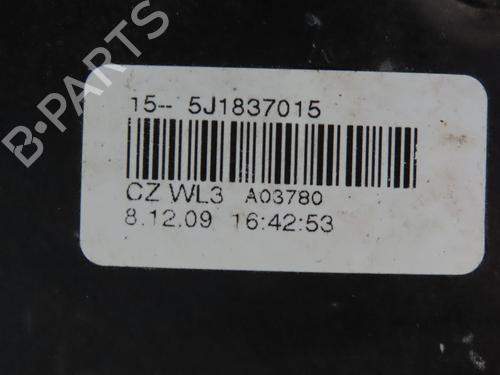 B-PARTS
15-- 5J1837015
CZ WL3 A03780
8.12.09 16:42:53